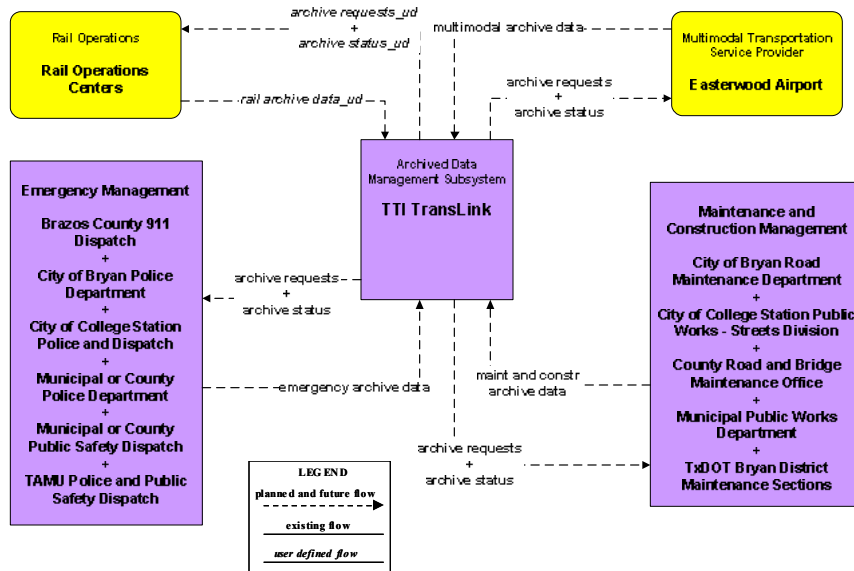 Rail Operations
Rail Operations
Centers
archive requests_ud
+
archive status_ud
rail archive data_ud
multimodal archive data
archive requests
+
archive status
Multimodal Transportation
Service Provider
Easterwood Airport
Archived Data
Management Subsystem
TTI TransLink
Emergency Management
Brazos County 911
Dispatch
+
City of Bryan Police
Department
+
City of College Station
Police and Dispatch
+
Municipal or County
Police Department
+
Municipal or County
Public Safety Dispatch
+
TAMU Police and Public
Safety Dispatch
archive requests
+
archive status
emergency archive data
maint and constr
archive data
archive requests
+
archive status
Maintenance and
Construction Management
City of Bryan Road
Maintenance Department
+
City of College Station Public
Works - Streets Division
+
County Road and Bridge
Maintenance Office
+
Municipal Public Works
Department
+
TxDOT Bryan District
Maintenance Sections
LEGEND
planned and future flow
existing flow
user defined flow